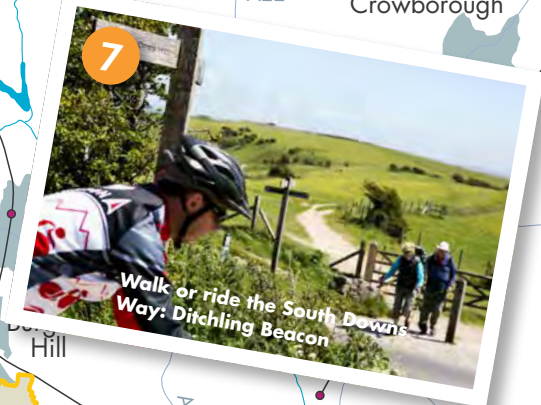 Crowborough
7
Walk or ride the South Downs
Way: Ditchling Beacon
Hill